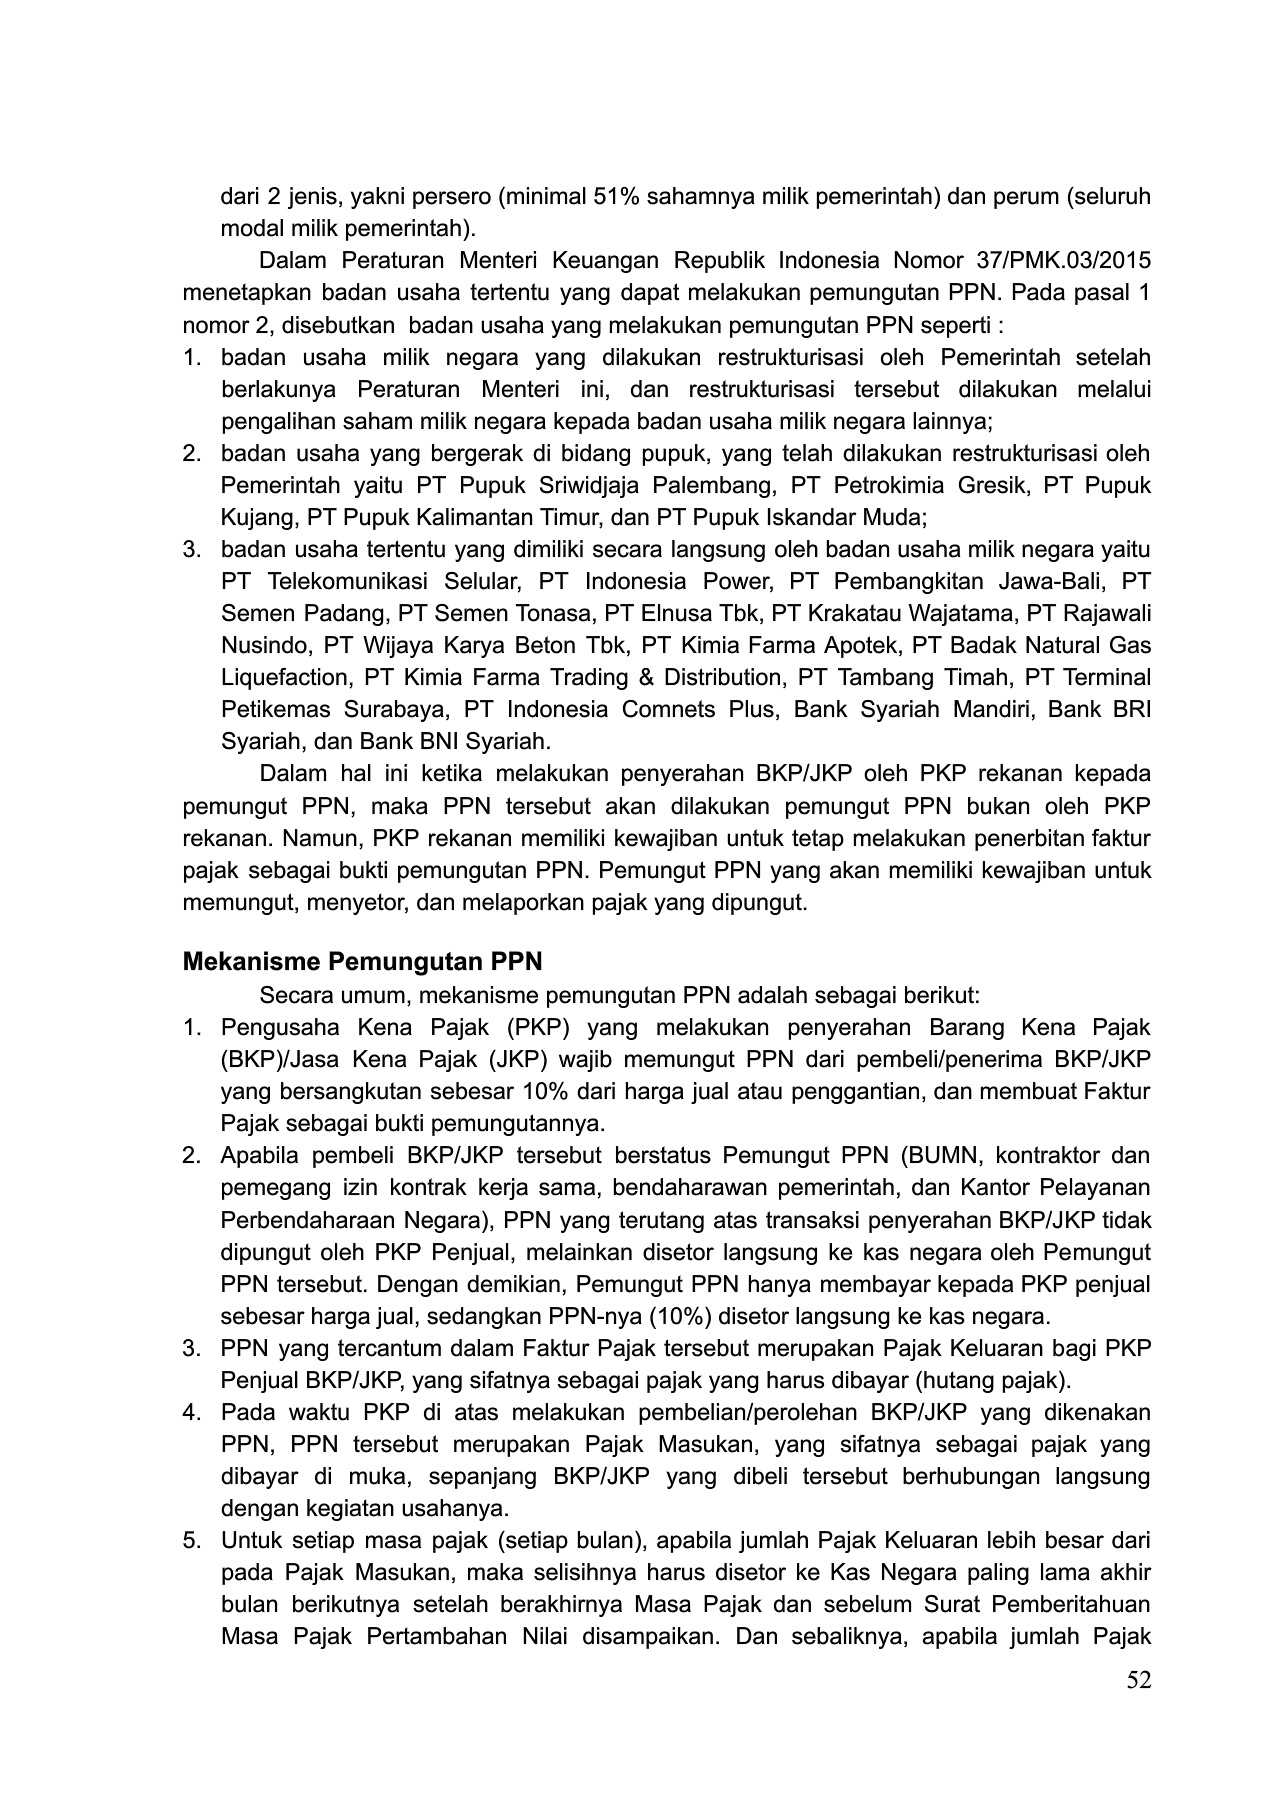 dari 2 jenis, yakni persero (minimal 51% sahamnya milik pemerintah) dan perum (seluruh
modal milik pemerintah).
Dalam Peraturan Menteri Keuangan Republik Indonesia Nomor 37/PMK.03/2015
menetapkan badan usaha tertentu yang dapat melakukan pemungutan PPN. Pada pasal 1
nomor 2, disebutkan  badan usaha yang melakukan pemungutan PPN seperti :
1. badan usaha milik negara yang dilakukan restrukturisasi oleh Pemerintah setelah
berlakunya Peraturan Menteri ini, dan restrukturisasi tersebut dilakukan melalui
pengalihan saham milik negara kepada badan usaha milik negara lainnya;
2. badan usaha yang bergerak di bidang pupuk, yang telah dilakukan restrukturisasi oleh
Pemerintah yaitu PT Pupuk Sriwidjaja Palembang, PT Petrokimia Gresik, PT Pupuk
Kujang, PT Pupuk Kalimantan Timur, dan PT Pupuk Iskandar Muda;
3. badan usaha tertentu yang dimiliki secara langsung oleh badan usaha milik negara yaitu
PT Telekomunikasi Selular, PT Indonesia Power, PT Pembangkitan Jawa-Bali, PT
Semen Padang, PT Semen Tonasa, PT Elnusa Tbk, PT Krakatau Wajatama, PT Rajawali
Nusindo, PT Wijaya Karya Beton Tbk, PT Kimia Farma Apotek, PT Badak Natural Gas
Liquefaction, PT Kimia Farma Trading & Distribution, PT Tambang Timah, PT Terminal
Petikemas Surabaya, PT Indonesia Comnets Plus, Bank Syariah Mandiri, Bank BRI
Syariah, dan Bank BNI Syariah.
Dalam hal ini ketika melakukan penyerahan BKP/JKP oleh PKP rekanan kepada
pemungut PPN, maka PPN tersebut akan dilakukan pemungut PPN bukan oleh PKP
rekanan. Namun, PKP rekanan memiliki kewajiban untuk tetap melakukan penerbitan faktur
pajak sebagai bukti pemungutan PPN. Pemungut PPN yang akan memiliki kewajiban untuk
memungut, menyetor, dan melaporkan pajak yang dipungut.
Mekanisme Pemungutan PPN
Secara umum, mekanisme pemungutan PPN adalah sebagai berikut:
1. Pengusaha Kena Pajak (PKP) yang melakukan penyerahan Barang Kena Pajak
(BKP)/Jasa Kena Pajak (JKP) wajib memungut PPN dari pembeli/penerima BKP/JKP
yang bersangkutan sebesar 10% dari harga jual atau penggantian, dan membuat Faktur
Pajak sebagai bukti pemungutannya.
2. Apabila pembeli BKP/JKP tersebut berstatus Pemungut PPN (BUMN, kontraktor dan
pemegang izin kontrak kerja sama, bendaharawan pemerintah, dan Kantor Pelayanan
Perbendaharaan Negara), PPN yang terutang atas transaksi penyerahan BKP/JKP tidak
dipungut oleh PKP Penjual, melainkan disetor langsung ke kas negara oleh Pemungut
PPN tersebut. Dengan demikian, Pemungut PPN hanya membayar kepada PKP penjual
sebesar harga jual, sedangkan PPN-nya (10%) disetor langsung ke kas negara.
3. PPN yang tercantum dalam Faktur Pajak tersebut merupakan Pajak Keluaran bagi PKP
Penjual BKP/JKP, yang sifatnya sebagai pajak yang harus dibayar (hutang pajak).
4. Pada waktu PKP di atas melakukan pembelian/perolehan BKP/JKP yang dikenakan
PPN, PPN tersebut merupakan Pajak Masukan, yang sifatnya sebagai pajak yang
dibayar di muka, sepanjang BKP/JKP yang dibeli tersebut berhubungan langsung
dengan kegiatan usahanya.
5. Untuk setiap masa pajak (setiap bulan), apabila jumlah Pajak Keluaran lebih besar dari
pada Pajak Masukan, maka selisihnya harus disetor ke Kas Negara paling lama akhir
bulan berikutnya setelah berakhirnya Masa Pajak dan sebelum Surat Pemberitahuan
Masa Pajak Pertambahan Nilai disampaikan. Dan sebaliknya, apabila jumlah Pajak
52